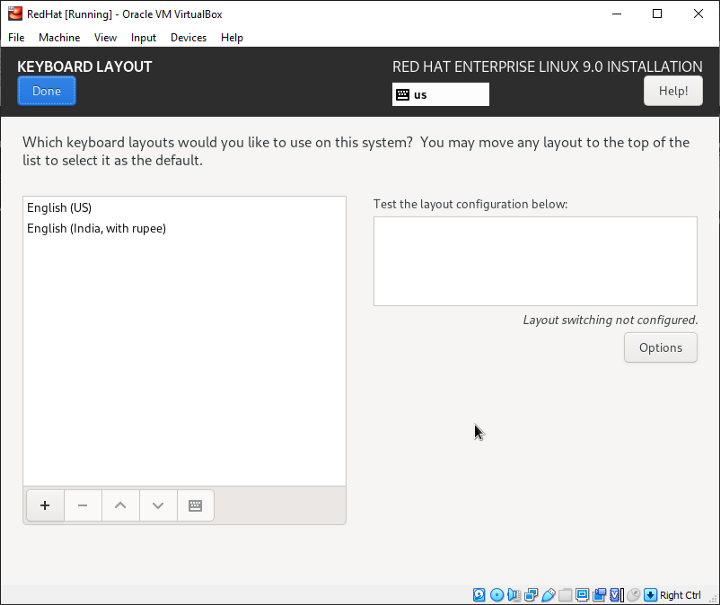 RedHat [Running] - Oracle VM VirtualBox
File Machine View Input Devices Help
KEYBOARD LAYOUT
RED HAT ENTERPRISE LINUX 9.0 INSTALLATION
Done
us
Help!
Which keyboard layouts would you like to use on this system? You may move any layout to the top of the
list to select it as the default.
English (US)
English (India, with rupee)
Test the layout configuration below:
Layout switching not configured.
Options
Right Ctrl